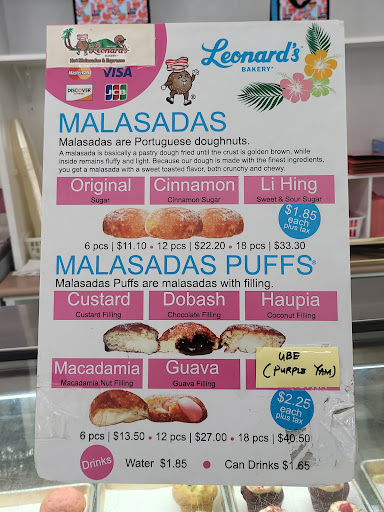 Leonard's
BAKERY
Hot Malasadas & Espresso
MasterCard
VISA
DISCOVER
JCB
Leonard's
BAKERY®
MALASADAS
Malasadas are Portuguese doughnuts.
A malasada is basically a pastry dough fried until the crust is golden brown, while
inside remains fluffy and light. Because our dough is made with the finest ingredients,
you get a malasada with a sweet toasted flavor, both crunchy and chewy.
Original Cinnamon Li Hing
Sugar Cinnamon Sugar Sweet & Sour Sugar
$1.85
each
plus tax
6 pcs | $11.10 • 12 pcs | $22.20 • 18 pcs | $33.30
MALASADAS PUFFS®
Malasadas Puffs are malasadas with filling.
Custard Dobash Haupia
Custard Filling Chocolate Filling Coconut Filling
Macadamia Guava UBE
(PURPLE YAM)
Macadamia Nut Filling Guava Filling
$2.25
each
plus tax
6 pcs | $13.50 • 12 pcs | $27.00 • 18 pcs | $40.50
Drinks Water $1.85 • Can Drinks $1.65